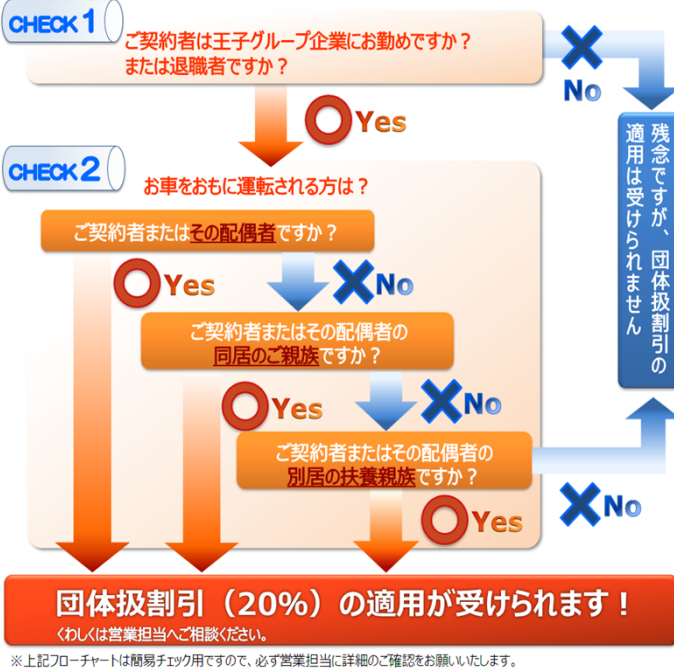 CHECK 1
ご契約者は王子グループ企業にお勤めですか？
または退職者ですか？
No
Yes
残念ですが、団体扱割引の
適用は受けられません
CHECK 2
お車をおもに運転される方は？
ご契約者またはその配偶者ですか？
Yes
No
ご契約者またはその配偶者の
同居のご親族ですか？
Yes
No
ご契約者またはその配偶者の
別居の扶養親族ですか？
No
Yes
団体扱割引（20%）の適用が受けられます！
くわしくは営業担当へご相談ください。
※上記フローチャートは簡易チェック用ですので、必ず営業担当に詳細のご確認をお願いいたします。